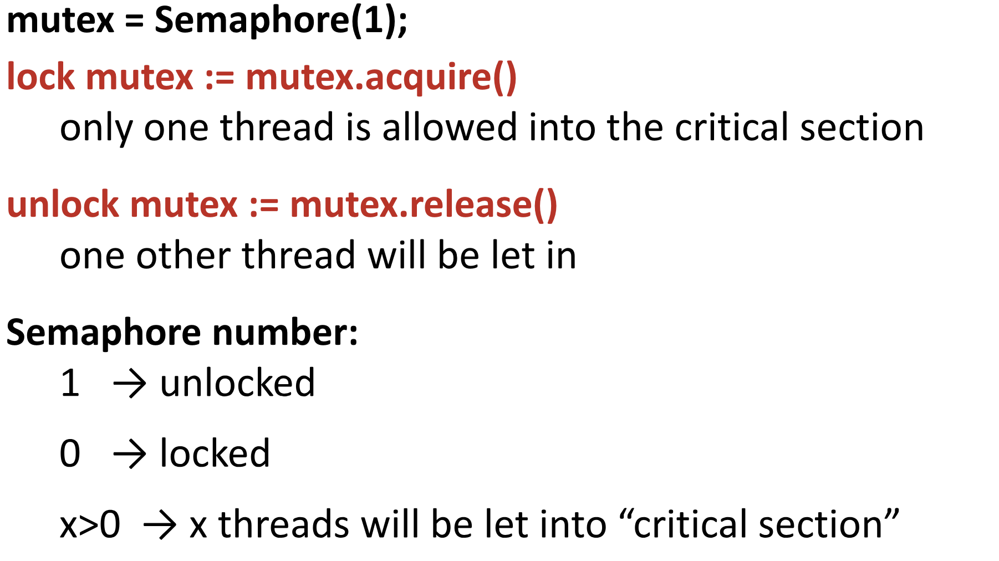 mutex = Semaphore(1);
lock mutex := mutex.acquire()
only one thread is allowed into the critical section
unlock mutex := mutex.release()
one other thread will be let in
Semaphore number:
1 → unlocked
0 → locked
x>0 → x threads will be let into “critical section”